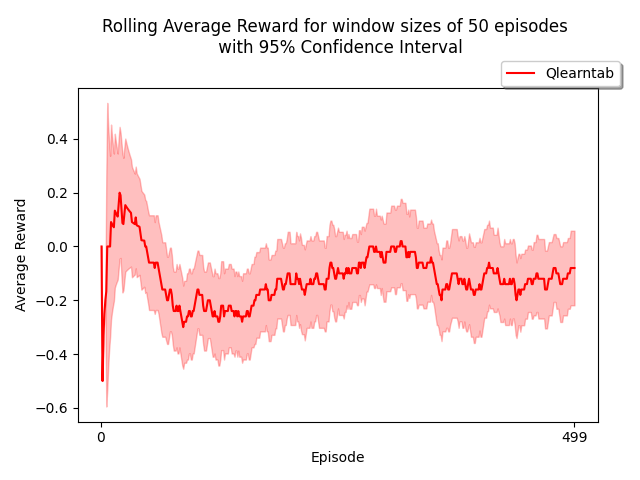 Rolling Average Reward for window sizes of 50 episodes
with 95% Confidence Interval
Qlearntab
0.4
0.2
0.0
−0.2
−0.4
−0.6
Average Reward
0
499
Episode